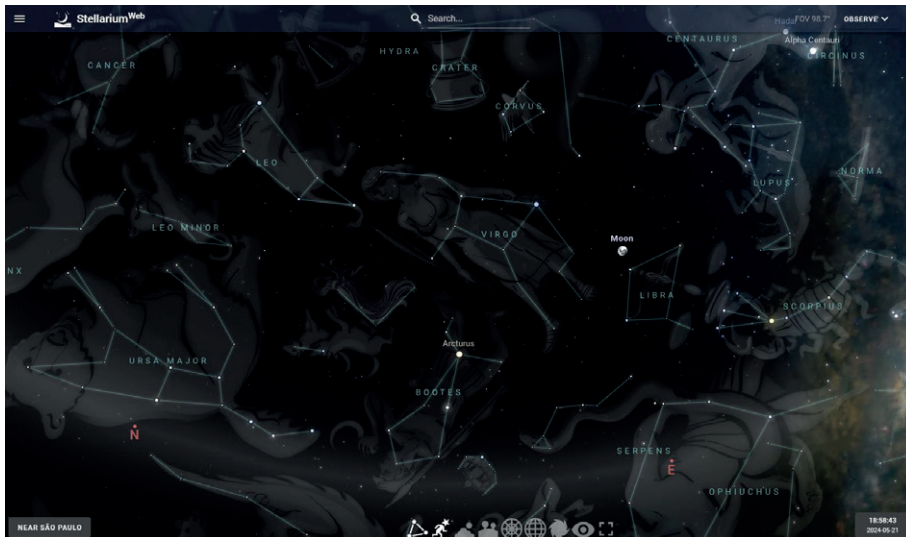 StellariumWeb
Search...
Hadar
FOV 98.7°
OBSERVE
Alpha Centauri
CENTAURUS
CIRCINUS
HYDRA
CANCER
CRATER
CORVUS
LEO
LUPUS
NORMA
LEO MINOR
VIRGO
Moon
NX
LIBRA
SCORPIUS
Arcturus
URSA MAJOR
BOOTES
N
SERPENS
E
OPHIUCHUS
NEAR SÃO PAULO
18:58:43
2024-05-21